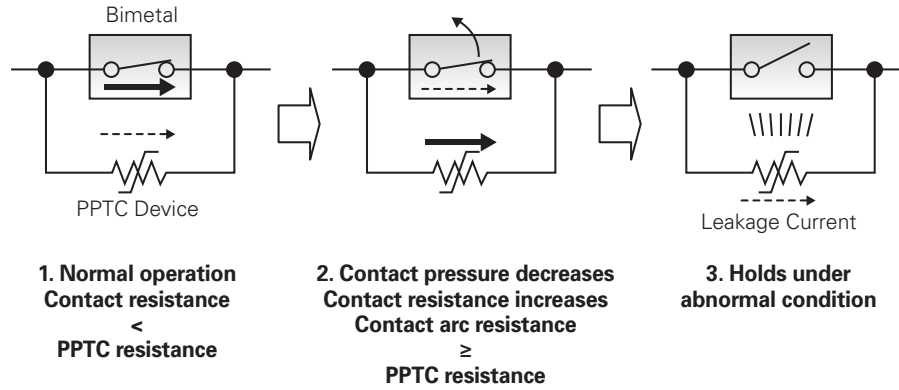 Bimetal
PPTC Device
Leakage Current
1. Normal operation
Contact resistance
<
PPTC resistance
2. Contact pressure decreases
Contact resistance increases
Contact arc resistance
≥
PPTC resistance
3. Holds under
abnormal condition